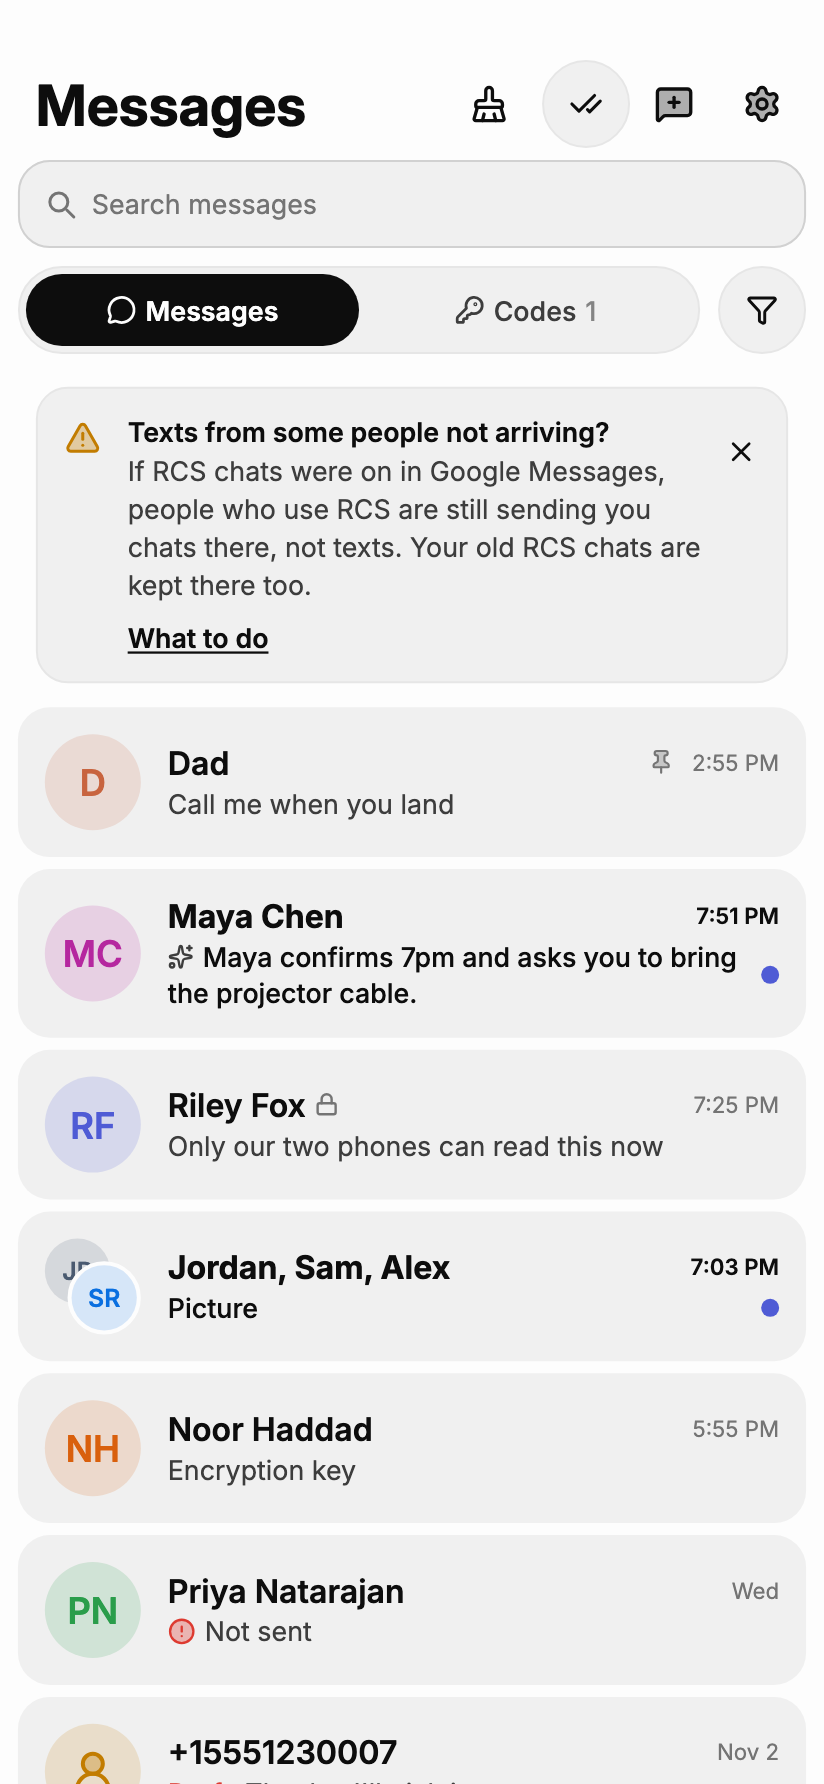 Messages
Search messages
Messages
Codes 1
Texts from some people not arriving?
If RCS chats were on in Google Messages,
people who use RCS are still sending you
chats there, not texts. Your old RCS chats are
kept there too.
What to do
D
Dad
2:55 PM
Call me when you land
MC
Maya Chen
7:51 PM
Maya confirms 7pm and asks you to bring
the projector cable.
RF
Riley Fox
7:25 PM
Only our two phones can read this now
SR
Jordan, Sam, Alex
7:03 PM
Picture
NH
Noor Haddad
5:55 PM
Encryption key
PN
Priya Natarajan
Wed
Not sent
+15551230007
Nov 2